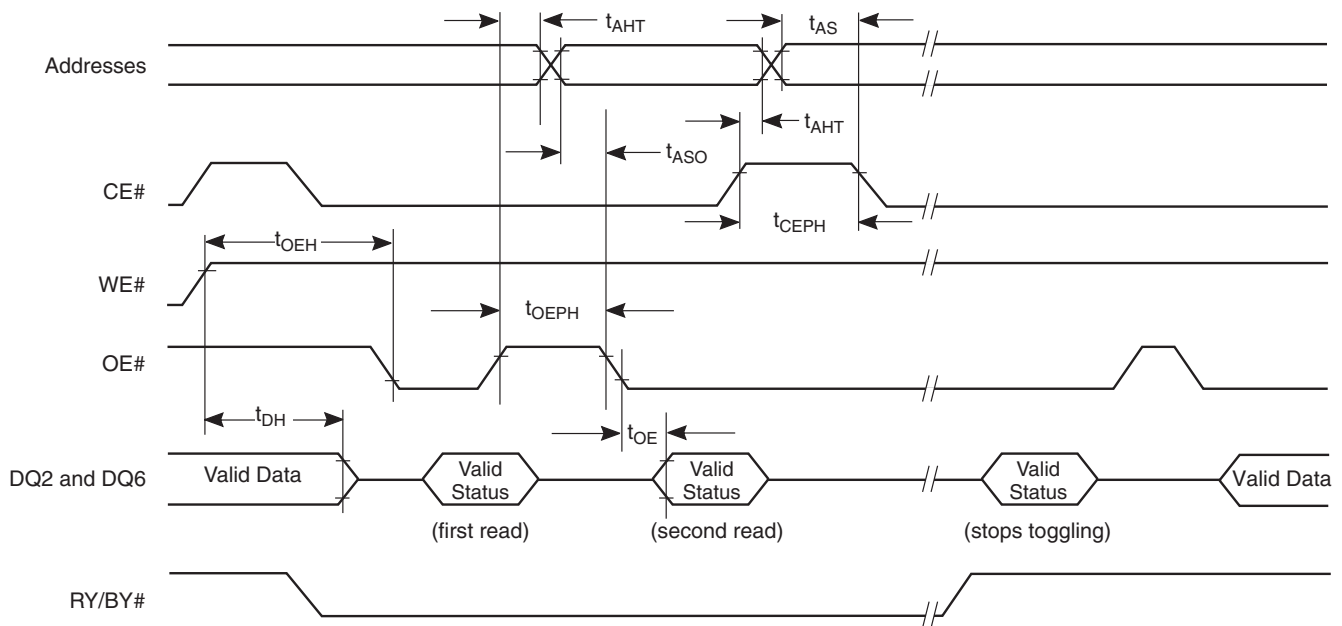 tAHT
tAS
Addresses
tAHT
tASO
CE#
tCEPH
tOEH
WE#
tOEPH
OE#
tDH
tOE
DQ2 and DQ6
Valid Data
Valid
Status
Valid
Status
Valid
Status
Valid Data
(first read)
(second read)
(stops toggling)
RY/BY#